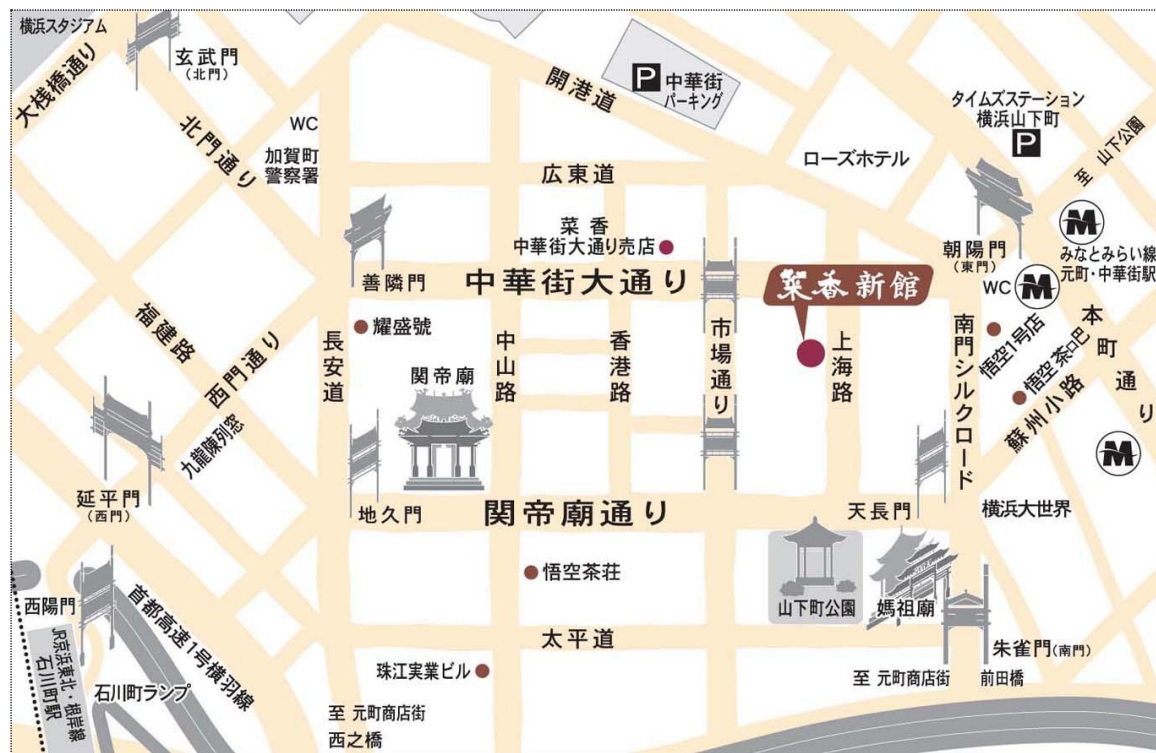 横浜スタジアム
玄武門
(北門)
大桟橋通り
北門通り
WC
加賀町
警察署
開港道
P 中華街
パーキング
タイムズステーション
横浜山下町
P
至 山下公園
ローズホテル
広東道
菜香
中華街大通り売店
善隣門
中華街大通り
菜香新館
朝陽門
(東門)
M
みなとみらい線
元町・中華街駅
WC
M
福建路
西門通り
長安道
耀盛號
中山路
香港路
市場通り
上海路
南門シルクロード
悟空1号店
悟空茶口巴
蘇州小路
本町通り
M
関帝廟
九龍陳列窓
延平門
(西門)
地久門
関帝廟通り
天長門
横浜大世界
悟空茶荘
山下町公園
媽祖廟
西陽門
首都高速1号横羽線
太平道
朱雀門(南門)
JR京浜東北・根岸線
石川町駅
石川町ランプ
珠江実業ビル
至 元町商店街
西之橋
至 元町商店街
前田橋